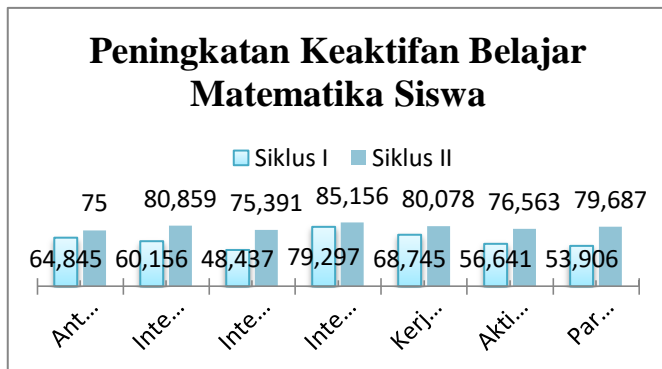 Peningkatan Keaktifan Belajar
Matematika Siswa
Siklus I Siklus II
75 80,859 75,391 85,156 80,078 76,563 79,687
64,845 60,156 48,437 79,297 68,745 56,641 53,906
Ant... Inte... Inte... Inte... Kerj... Akti... Par...